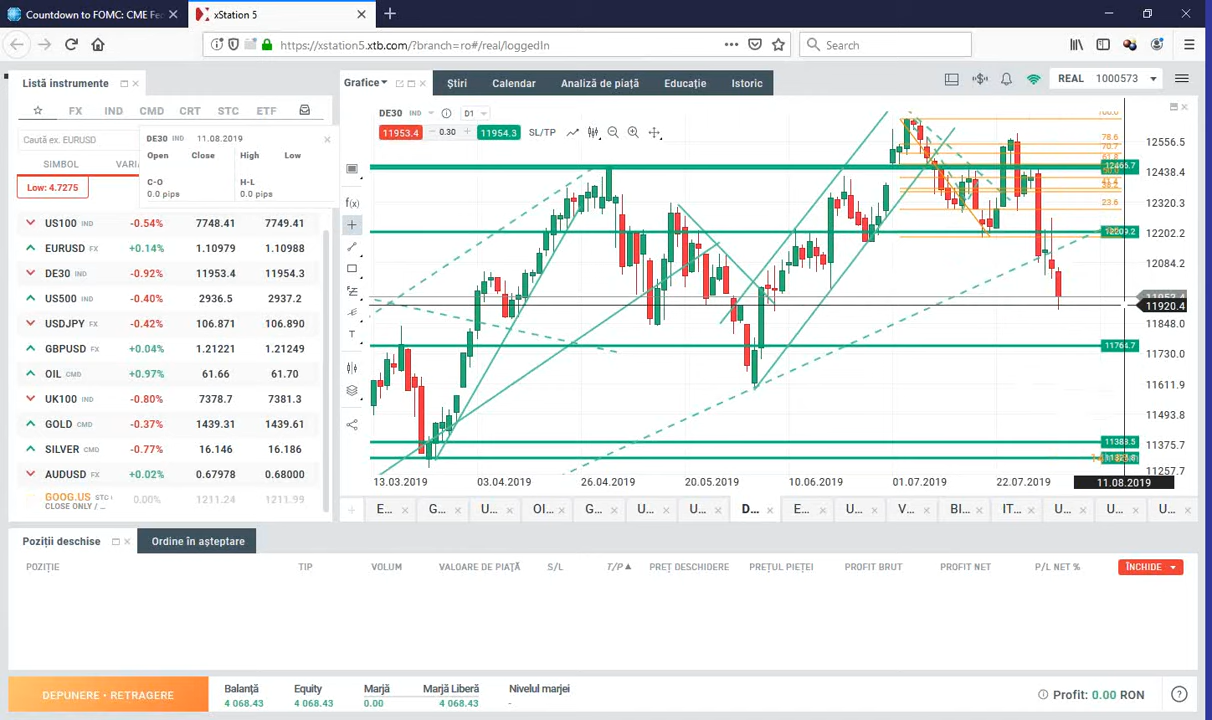 Countdown to FOMC: CME Fe
xStation 5
https://xstation5.xtb.com/?branch=ro#/real/loggedIn
Search
Listă instrumente
Grafice
Știri
Calendar
Analiză de piață
Educație
Istoric
REAL 1000573
FX IND CMD CRT STC ETF
Caută ex. EURUSD
SIMBOL
Low: 4.7275
DE30 IND 11.08.2019
Open Close High Low
C-O H-L
0.0 pips 0.0 pips
US100 IND -0.54% 7748.41 7749.41
EURUSD FX +0.14% 1.10979 1.10988
DE30 IND -0.92% 11953.4 11954.3
US500 IND -0.40% 2936.5 2937.2
USDJPY FX -0.42% 106.871 106.890
GBPUSD FX +0.04% 1.21221 1.21249
OIL CMD +0.97% 61.66 61.70
UK100 IND -0.80% 7378.7 7381.3
GOLD CMD -0.37% 1439.31 1439.61
SILVER CMD -0.77% 16.146 16.186
AUDUSD FX +0.02% 0.67978 0.68000
GOOG.US STC 0.00% 1211.24 1211.99
CLOSE ONLY / ...
DE30 IND D1
11953.4 0.30 11954.3 SL/TP
f(x)
T
100.0
78.6
70.7
61.8
23.6
12556.5
12438.4
12320.3
12202.2
12084.2
11920.4
11848.0
11764.7
11730.0
11611.9
11493.8
11375.7
11257.7
13.03.2019 03.04.2019 26.04.2019 20.05.2019 10.06.2019 01.07.2019 22.07.2019 11.08.2019
E... G... U... OI... G... U... U... D... E... U... V... BI... IT... U... U... U...
Poziții deschise
Ordine în așteptare
POZIȚIE TIP VOLUM VALOARE DE PIAȚĂ S/L T/P PREȚ DESCHIDERE PREȚUL PIEȚEI PROFIT BRUT PROFIT NET P/L NET %
ÎNCHIDE
DEPUNERE • RETRAGERE
Balanță Equity Marjă Marjă Liberă Nivelul marjei
4 068.43 4 068.43 0.00 4 068.43 -
Profit: 0.00 RON